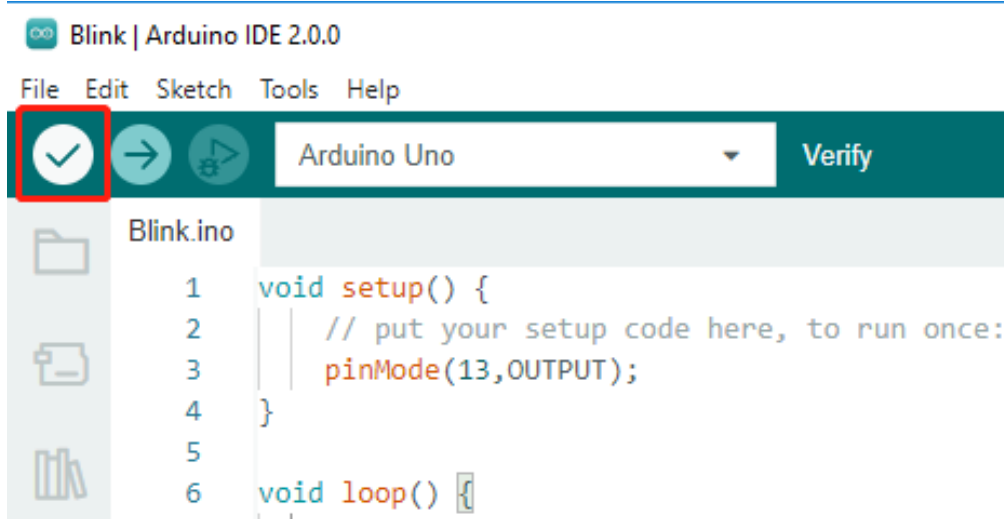 Blink | Arduino IDE 2.0.0
File Edit Sketch Tools Help
Arduino Uno Verify
Blink.ino
1 void setup() {
2 // put your setup code here, to run once:
3 pinMode(13,OUTPUT);
4 }
5
6 void loop() {